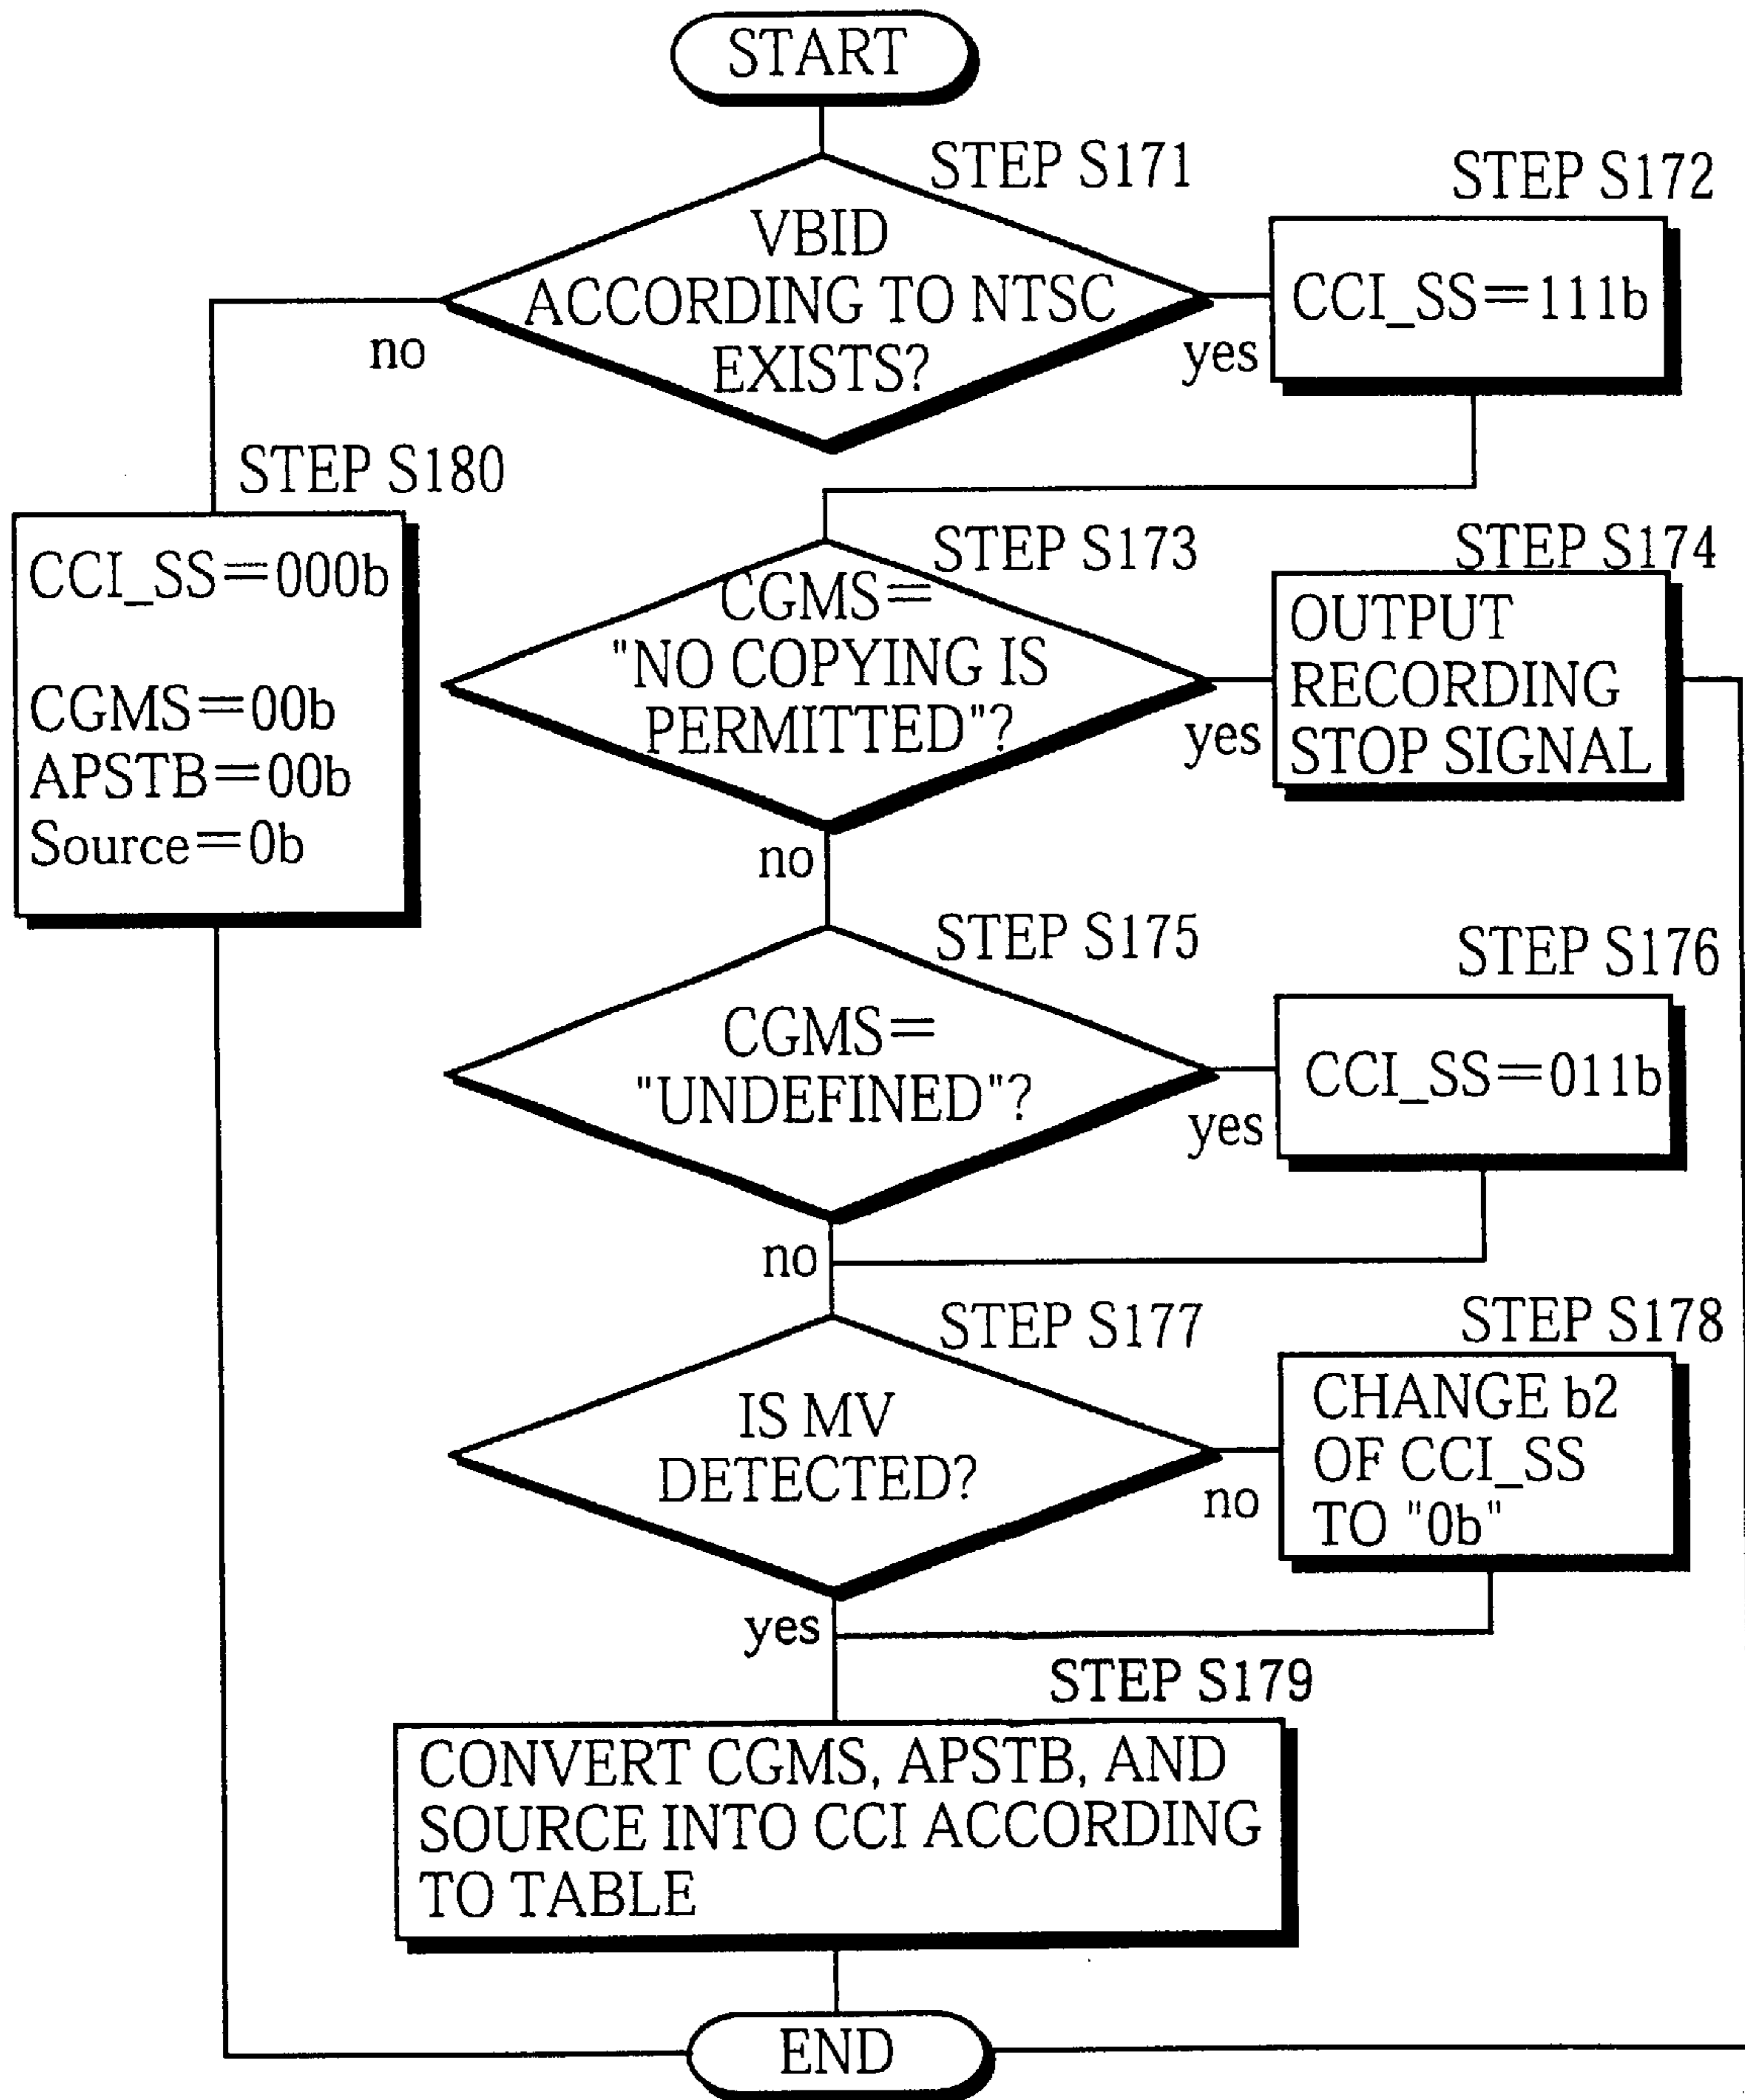 START
STEP S171
VBID
ACCORDING TO NTSC
EXISTS?
no
yes
STEP S172
CCI_SS=111b
STEP S180
CCI_SS=000b
CGMS=00b
APSTB=00b
Source=0b
STEP S173
CGMS=
"NO COPYING IS
PERMITTED"?
yes
no
STEP S174
OUTPUT
RECORDING
STOP SIGNAL
STEP S175
CGMS=
"UNDEFINED"?
yes
no
STEP S176
CCI_SS=011b
STEP S177
IS MV
DETECTED?
no
yes
STEP S178
CHANGE b2
OF CCI_SS
TO "0b"
STEP S179
CONVERT CGMS, APSTB, AND
SOURCE INTO CCI ACCORDING
TO TABLE
END